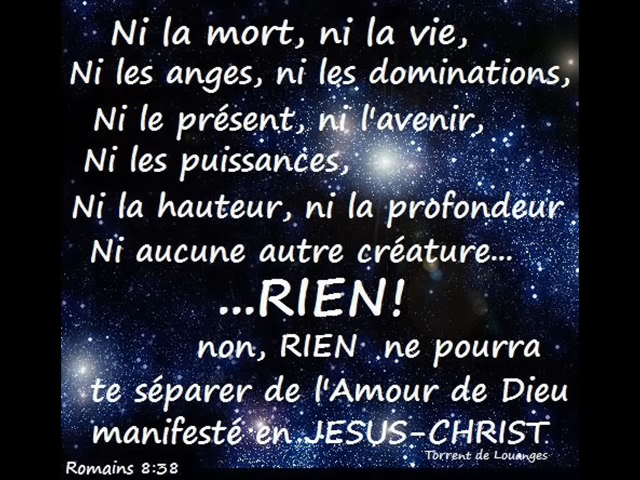 Ni la mort, ni la vie,
Ni les anges, ni les dominations,
Ni le présent, ni l'avenir,
Ni les puissances,
Ni la hauteur, ni la profondeur
Ni aucune autre créature...
...RIEN!
non, RIEN ne pourra
te séparer de l'Amour de Dieu
manifesté en JESUS-CHRIST.
Torrent de Louanges
Romains 8:38